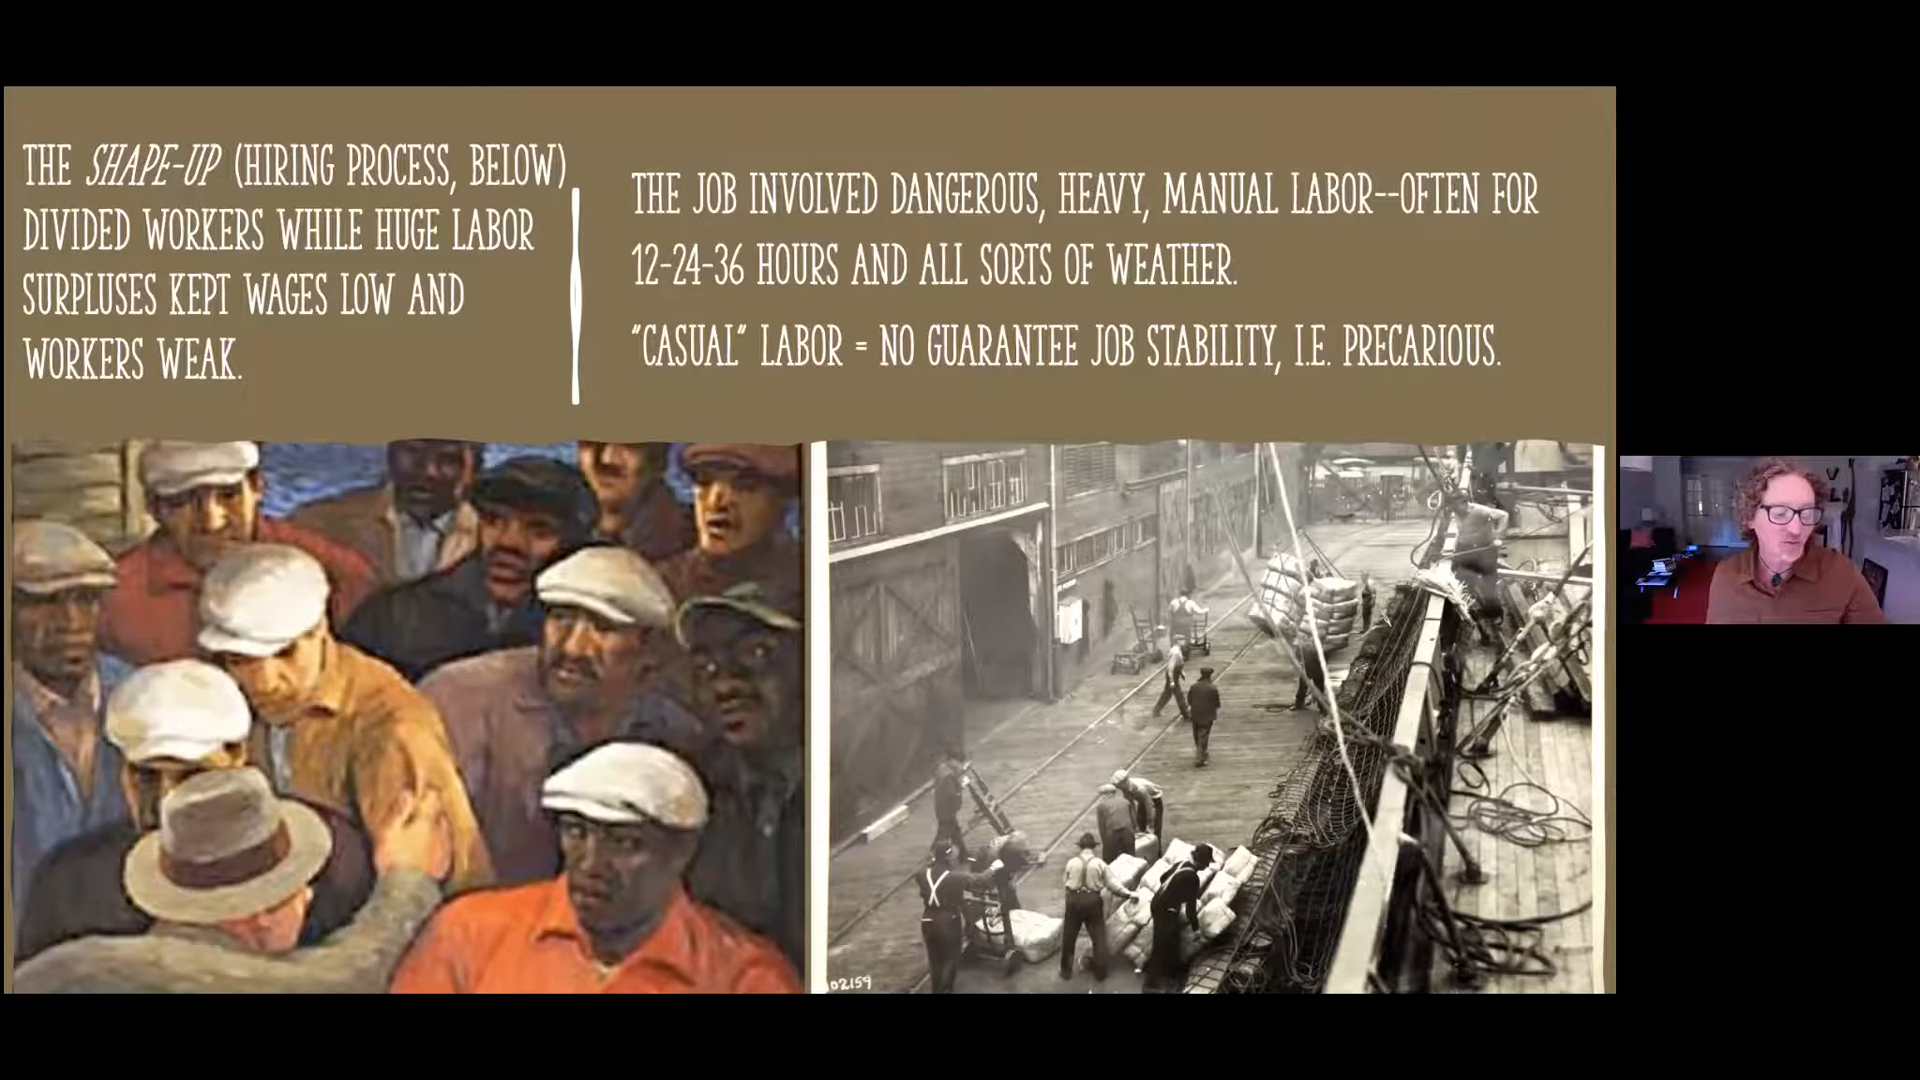 THE SHAPE-UP (HIRING PROCESS, BELOW)
DIVIDED WORKERS WHILE HUGE LABOR
SURPLUSES KEPT WAGES LOW AND
WORKERS WEAK.
THE JOB INVOLVED DANGEROUS, HEAVY, MANUAL LABOR--OFTEN FOR
12-24-36 HOURS AND ALL SORTS OF WEATHER.
"CASUAL" LABOR = NO GUARANTEE JOB STABILITY, I.E. PRECARIOUS.
02159